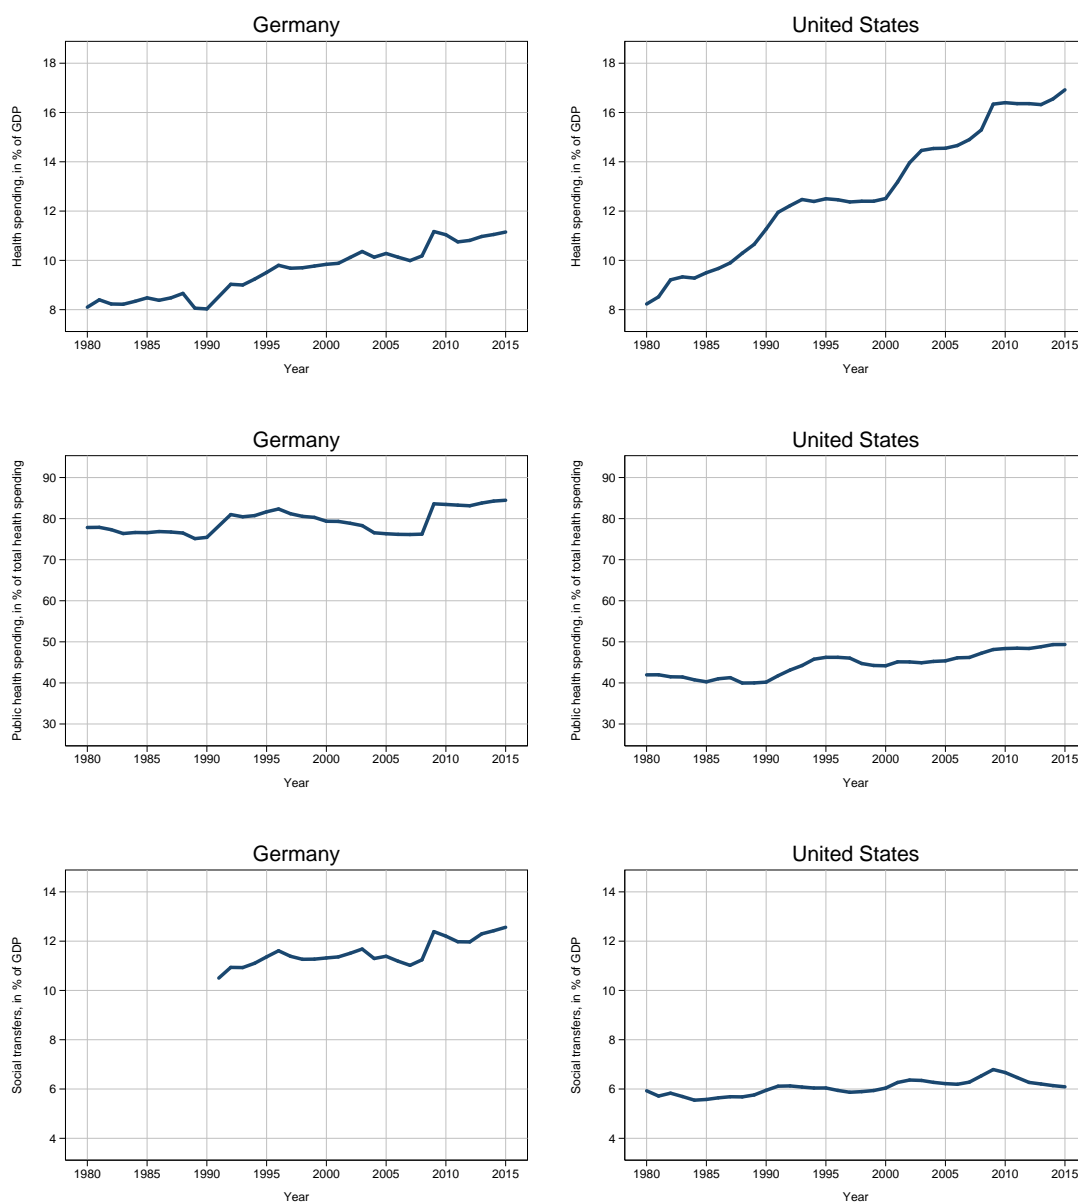 Germany
Health spending, in % of GDP
18
16
14
12
10
8
1980 1985 1990 1995 2000 2005 2010 2015
Year
United States
Health spending, in % of GDP
18
16
14
12
10
8
1980 1985 1990 1995 2000 2005 2010 2015
Year
Germany
Public health spending, in % of total health spending
90
80
70
60
50
40
30
1980 1985 1990 1995 2000 2005 2010 2015
Year
United States
Public health spending, in % of total health spending
90
80
70
60
50
40
30
1980 1985 1990 1995 2000 2005 2010 2015
Year
Germany
Social transfers, in % of GDP
14
12
10
8
6
4
1980 1985 1990 1995 2000 2005 2010 2015
Year
United States
Social transfers, in % of GDP
14
12
10
8
6
4
1980 1985 1990 1995 2000 2005 2010 2015
Year